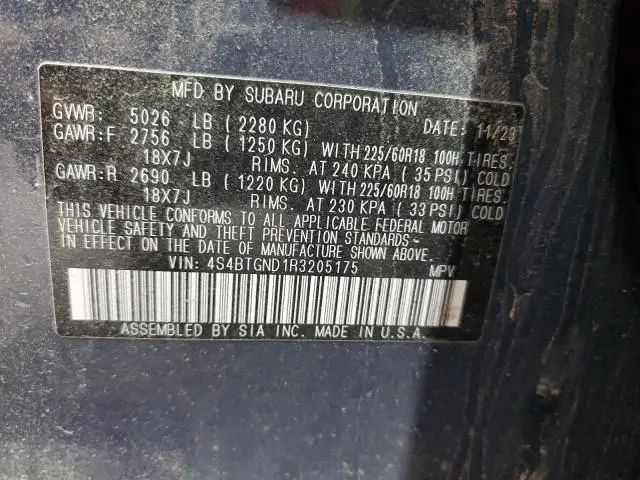 MFD BY SUBARU CORPORATION
GVWR: 5026 LB ( 2280 KG) DATE: 11/23
GAWR:F 2756 LB ( 1250 KG) WITH 225/60R18 100H TIRES.
18X7J RIMS. AT 240 KPA ( 35 PSI) COLD
GAWR:R 2690 LB ( 1220 KG) WITH 225/60R18 100H TIRES.
18X7J RIMS. AT 230 KPA ( 33 PSI) COLD
THIS VEHICLE CONFORMS TO ALL APPLICABLE FEDERAL MOTOR
VEHICLE SAFETY AND THEFT PREVENTION STANDARDS
IN EFFECT ON THE DATE OF MANUFACTURE SHOWN ABOVE.
VIN: 4S4BTGND1R3205175 MPV
ASSEMBLED BY SIA INC. MADE IN U.S.A.